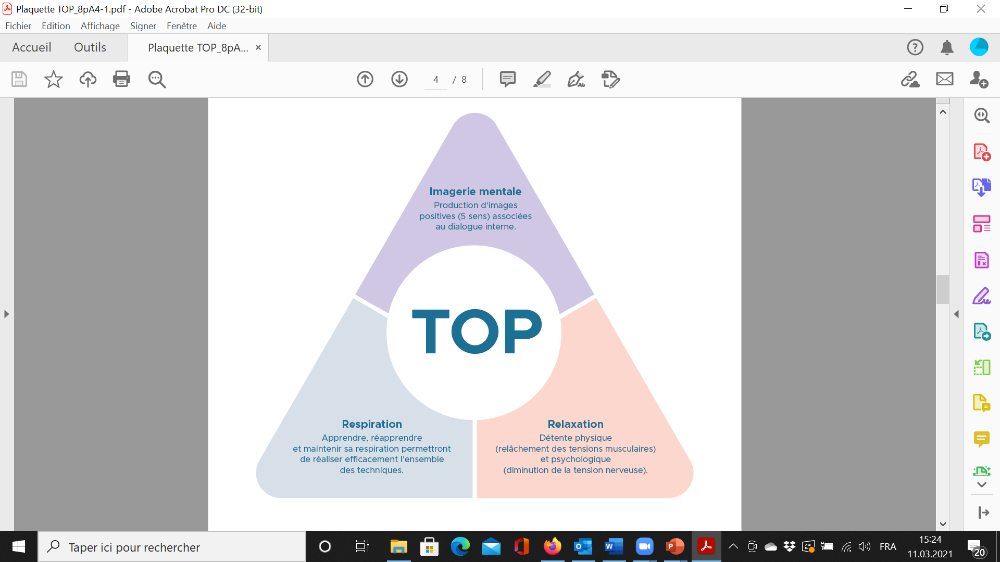 Plaquette TOP_8pA4-1.pdf - Adobe Acrobat Pro DC (32-bit)
Fichier Edition Affichage Signer Fenêtre Aide
Accueil Outils Plaquette TOP_8pA... ×
4 / 8
Imagerie mentale
Production d'images
positives (5 sens) associées
au dialogue interne.
TOP
Respiration
Apprendre, réapprendre
et maintenir sa respiration permettront
de réaliser efficacement l'ensemble
des techniques.
Relaxation
Détente physique
(relâchement des tensions musculaires)
et psychologique
(diminution de la tension nerveuse).
Taper ici pour rechercher
FRA
15:24
11.03.2021
20